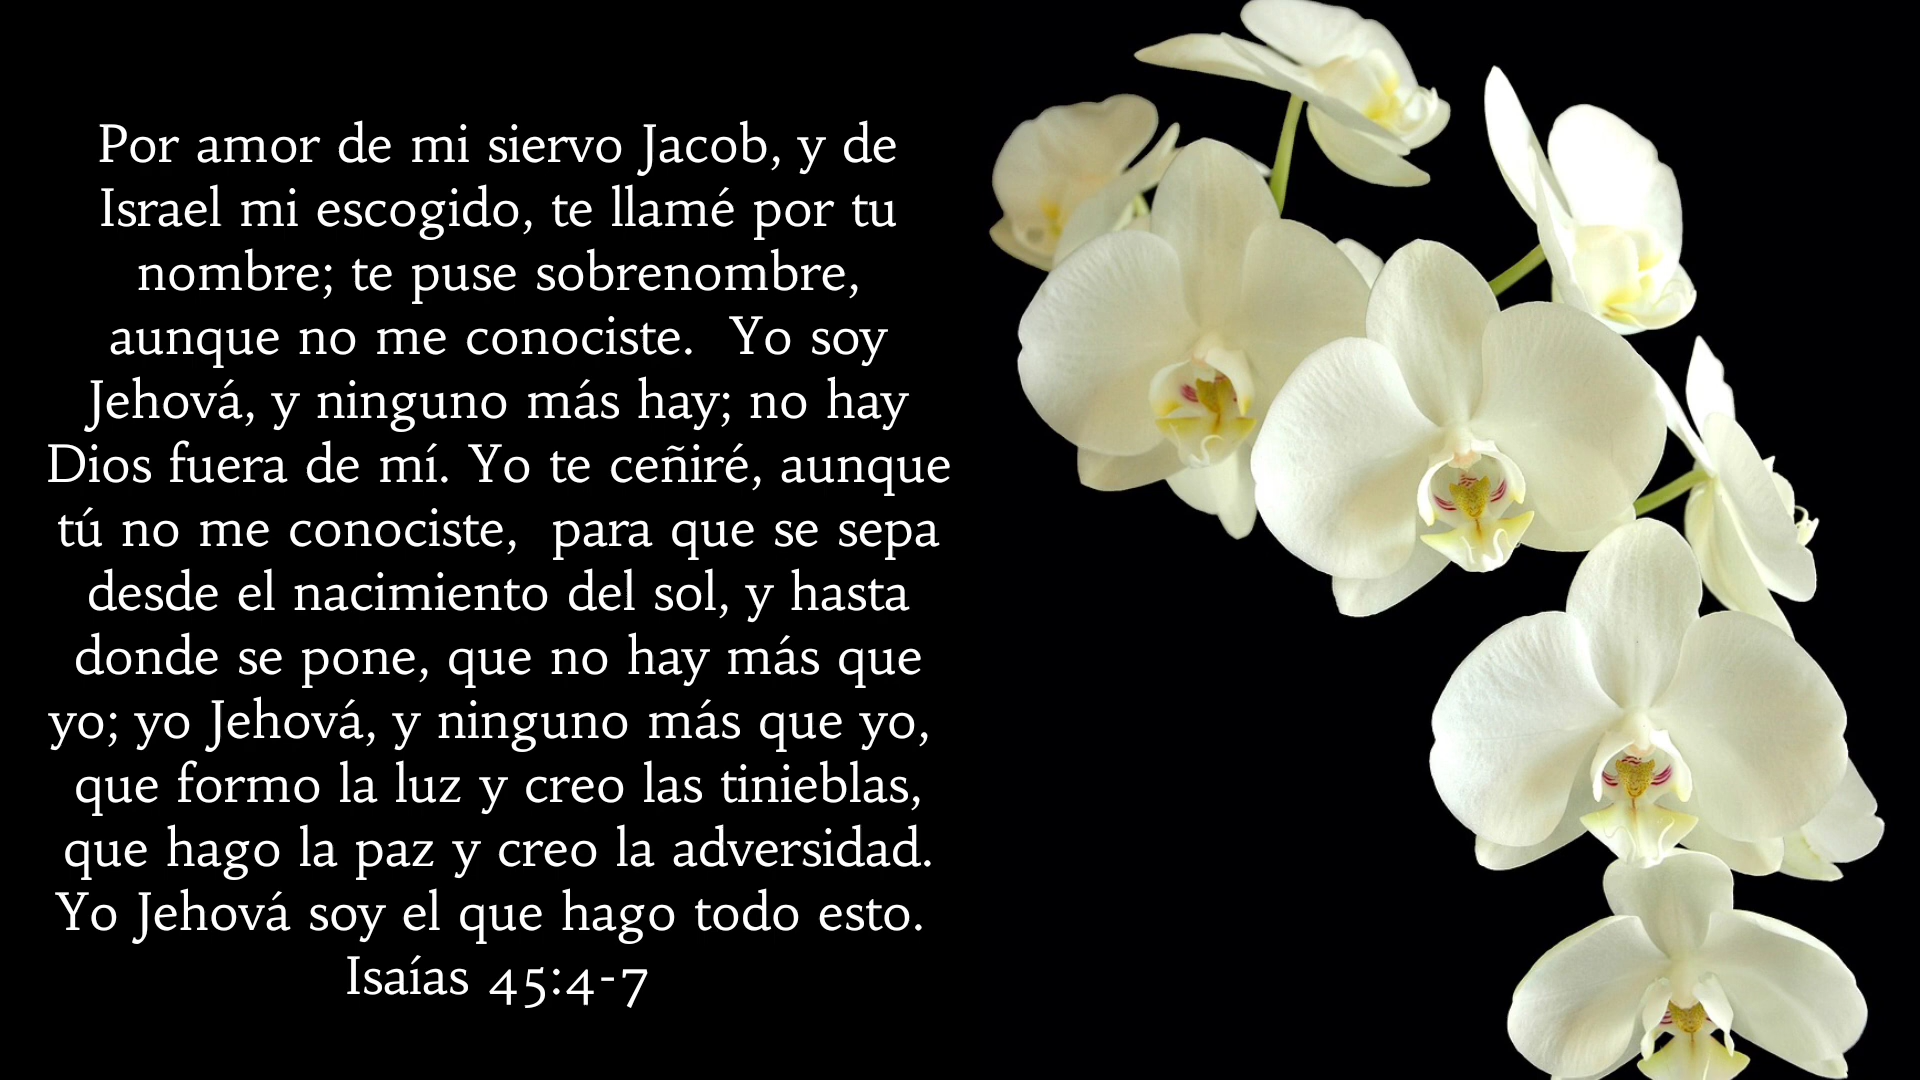 Por amor de mi siervo Jacob, y de
Israel mi escogido, te llamé por tu
nombre; te puse sobrenombre,
aunque no me conociste.  Yo soy
Jehová, y ninguno más hay; no hay
Dios fuera de mí. Yo te ceñiré, aunque
tú no me conociste,  para que se sepa
desde el nacimiento del sol, y hasta
donde se pone, que no hay más que
yo; yo Jehová, y ninguno más que yo,
que formo la luz y creo las tinieblas,
que hago la paz y creo la adversidad.
Yo Jehová soy el que hago todo esto.
Isaías 45:4-7